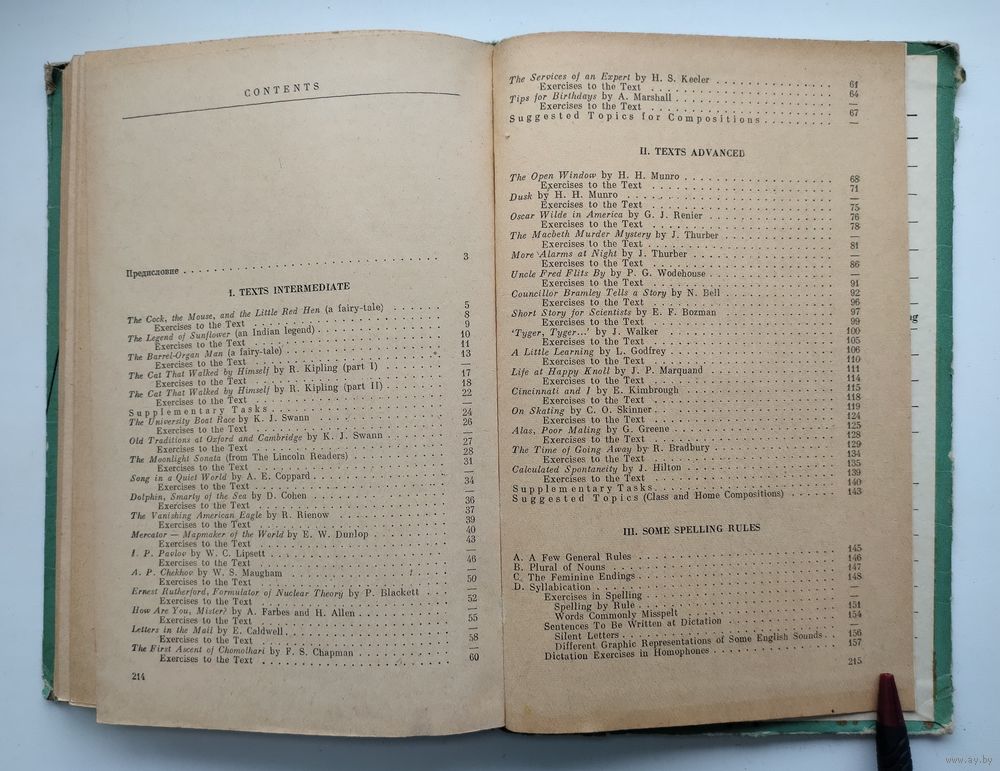 CONTENTS
Предисловие . . . . . . . . . . 3
I. TEXTS INTERMEDIATE
The Cock, the Mouse, and the Little Red Hen (a fairy-tale) 5
Exercises to the Text . . . . . . . . . . 8
The Legend of Sunflower (an Indian legend) . . . . . . . . . . 9
Exercises to the Text . . . . . . . . . . 10
The Barrel-Organ Man (a fairy-tale) . . . . . . . . . . 11
Exercises to the Text . . . . . . . . . . 13
The Cat That Walked by Himself by R. Kipling (part I) . . . . . . —
Exercises to the Text . . . . . . . . . . 17
The Cat That Walked by Himself by R. Kipling (part II) . . . . . . 18
Exercises to the Text . . . . . . . . . . 22
Supplementary Tasks . . . . . . . . . . —
The University Boat Race by K. J. Swann . . . . . . . . . . 24
Exercises to the Text . . . . . . . . . . 26
Old Traditions at Oxford and Cambridge by K. J. Swann . . . . . . —
Exercises to the Text . . . . . . . . . . 27
The Moonlight Sonata (from The Lincoln Readers) . . . . . . 28
Exercises to the Text . . . . . . . . . . 31
Song in a Quiet World by A. E. Coppard . . . . . . . . . . —
Exercises to the Text . . . . . . . . . . 34
Dolphin, Smarty of the Sea by D. Cohen . . . . . . . . . . —
Exercises to the Text . . . . . . . . . . 36
The Vanishing American Eagle by R. Rienow . . . . . . . . . . 37
Exercises to the Text . . . . . . . . . . 39
Mercator — Mapmaker of the World by E. W. Dunlop . . . . . . 40
Exercises to the Text . . . . . . . . . . 43
I. P. Pavlov by W. C. Lipsett . . . . . . . . . . —
Exercises to the Text . . . . . . . . . . 46
A. P. Chekhov by W. S. Maugham . . . . . . . . . . —
Exercises to the Text . . . . . . . . . . 50
Ernest Rutherford, Formulator of Nuclear Theory by P. Blackett —
Exercises to the Text . . . . . . . . . . 52
How Are You, Mister? by A. Farbes and H. Allen . . . . . . —
Exercises to the Text . . . . . . . . . . 55
Letters in the Mail by E. Caldwell . . . . . . . . . . —
Exercises to the Text . . . . . . . . . . 58
The First Ascent of Chomolhari by F. S. Chapman . . . . . . —
Exercises to the Text . . . . . . . . . . 60
214
The Services of an Expert by H. S. Keeler . . . . . . . . . . 61
Exercises to the Text . . . . . . . . . . 64
Tips for Birthdays by A. Marshall . . . . . . . . . . —
Exercises to the Text . . . . . . . . . . 67
Suggested Topics for Compositions . . . . . . . . . . —
II. TEXTS ADVANCED
The Open Window by H. H. Munro . . . . . . . . . . 68
Exercises to the Text . . . . . . . . . . 71
Dusk by H. H. Munro . . . . . . . . . . —
Exercises to the Text . . . . . . . . . . 75
Oscar Wilde in America by G. J. Renier . . . . . . . . . . 76
Exercises to the Text . . . . . . . . . . 78
The Macbeth Murder Mystery by J. Thurber . . . . . . . . . . —
Exercises to the Text . . . . . . . . . . 81
More Alarms at Night by J. Thurber . . . . . . . . . . —
Exercises to the Text . . . . . . . . . . 86
Uncle Fred Flits By by P. G. Wodehouse . . . . . . . . . . —
Exercises to the Text . . . . . . . . . . 91
Councillor Bramley Tells a Story by N. Bell . . . . . . . . . . 92
Exercises to the Text . . . . . . . . . . 96
Short Story for Scientists by E. F. Bozman . . . . . . . . . . 97
Exercises to the Text . . . . . . . . . . 99
‘Tyger, Tyger...’ by J. Walker . . . . . . . . . . 100
Exercises to the Text . . . . . . . . . . 105
A Little Learning by L. Godfrey . . . . . . . . . . 106
Exercises to the Text . . . . . . . . . . 110
Life at Happy Knoll by J. P. Marquand . . . . . . . . . . 111
Exercises to the Text . . . . . . . . . . 114
Cincinnati and I by E. Kimbrough . . . . . . . . . . 115
Exercises to the Text . . . . . . . . . . 118
On Skating by C. O. Skinner . . . . . . . . . . 119
Exercises to the Text . . . . . . . . . . 124
Alas, Poor Maling by G. Greene . . . . . . . . . . 125
Exercises to the Text . . . . . . . . . . 128
The Time of Going Away by R. Bradbury . . . . . . . . . . 129
Exercises to the Text . . . . . . . . . . 134
Calculated Spontaneity by J. Hilton . . . . . . . . . . 135
Exercises to the Text . . . . . . . . . . 139
Supplementary Tasks . . . . . . . . . . 140
Suggested Topics (Class and Home Compositions) . . . . . . 143
III. SOME SPELLING RULES
A. A Few General Rules . . . . . . . . . . 145
B. Plural of Nouns . . . . . . . . . . 146
C. The Feminine Endings . . . . . . . . . . 147
D. Syllabication . . . . . . . . . . 148
Exercises in Spelling . . . . . . . . . . —
Spelling by Rule . . . . . . . . . . 151
Words Commonly Misspelt . . . . . . . . . . 154
Sentences To Be Written at Dictation . . . . . . . . . . —
Silent Letters . . . . . . . . . . 156
Different Graphic Representations of Some English Sounds . 157
Dictation Exercises in Homophones . . . . . . . . . .
215
ng
www.ay.by